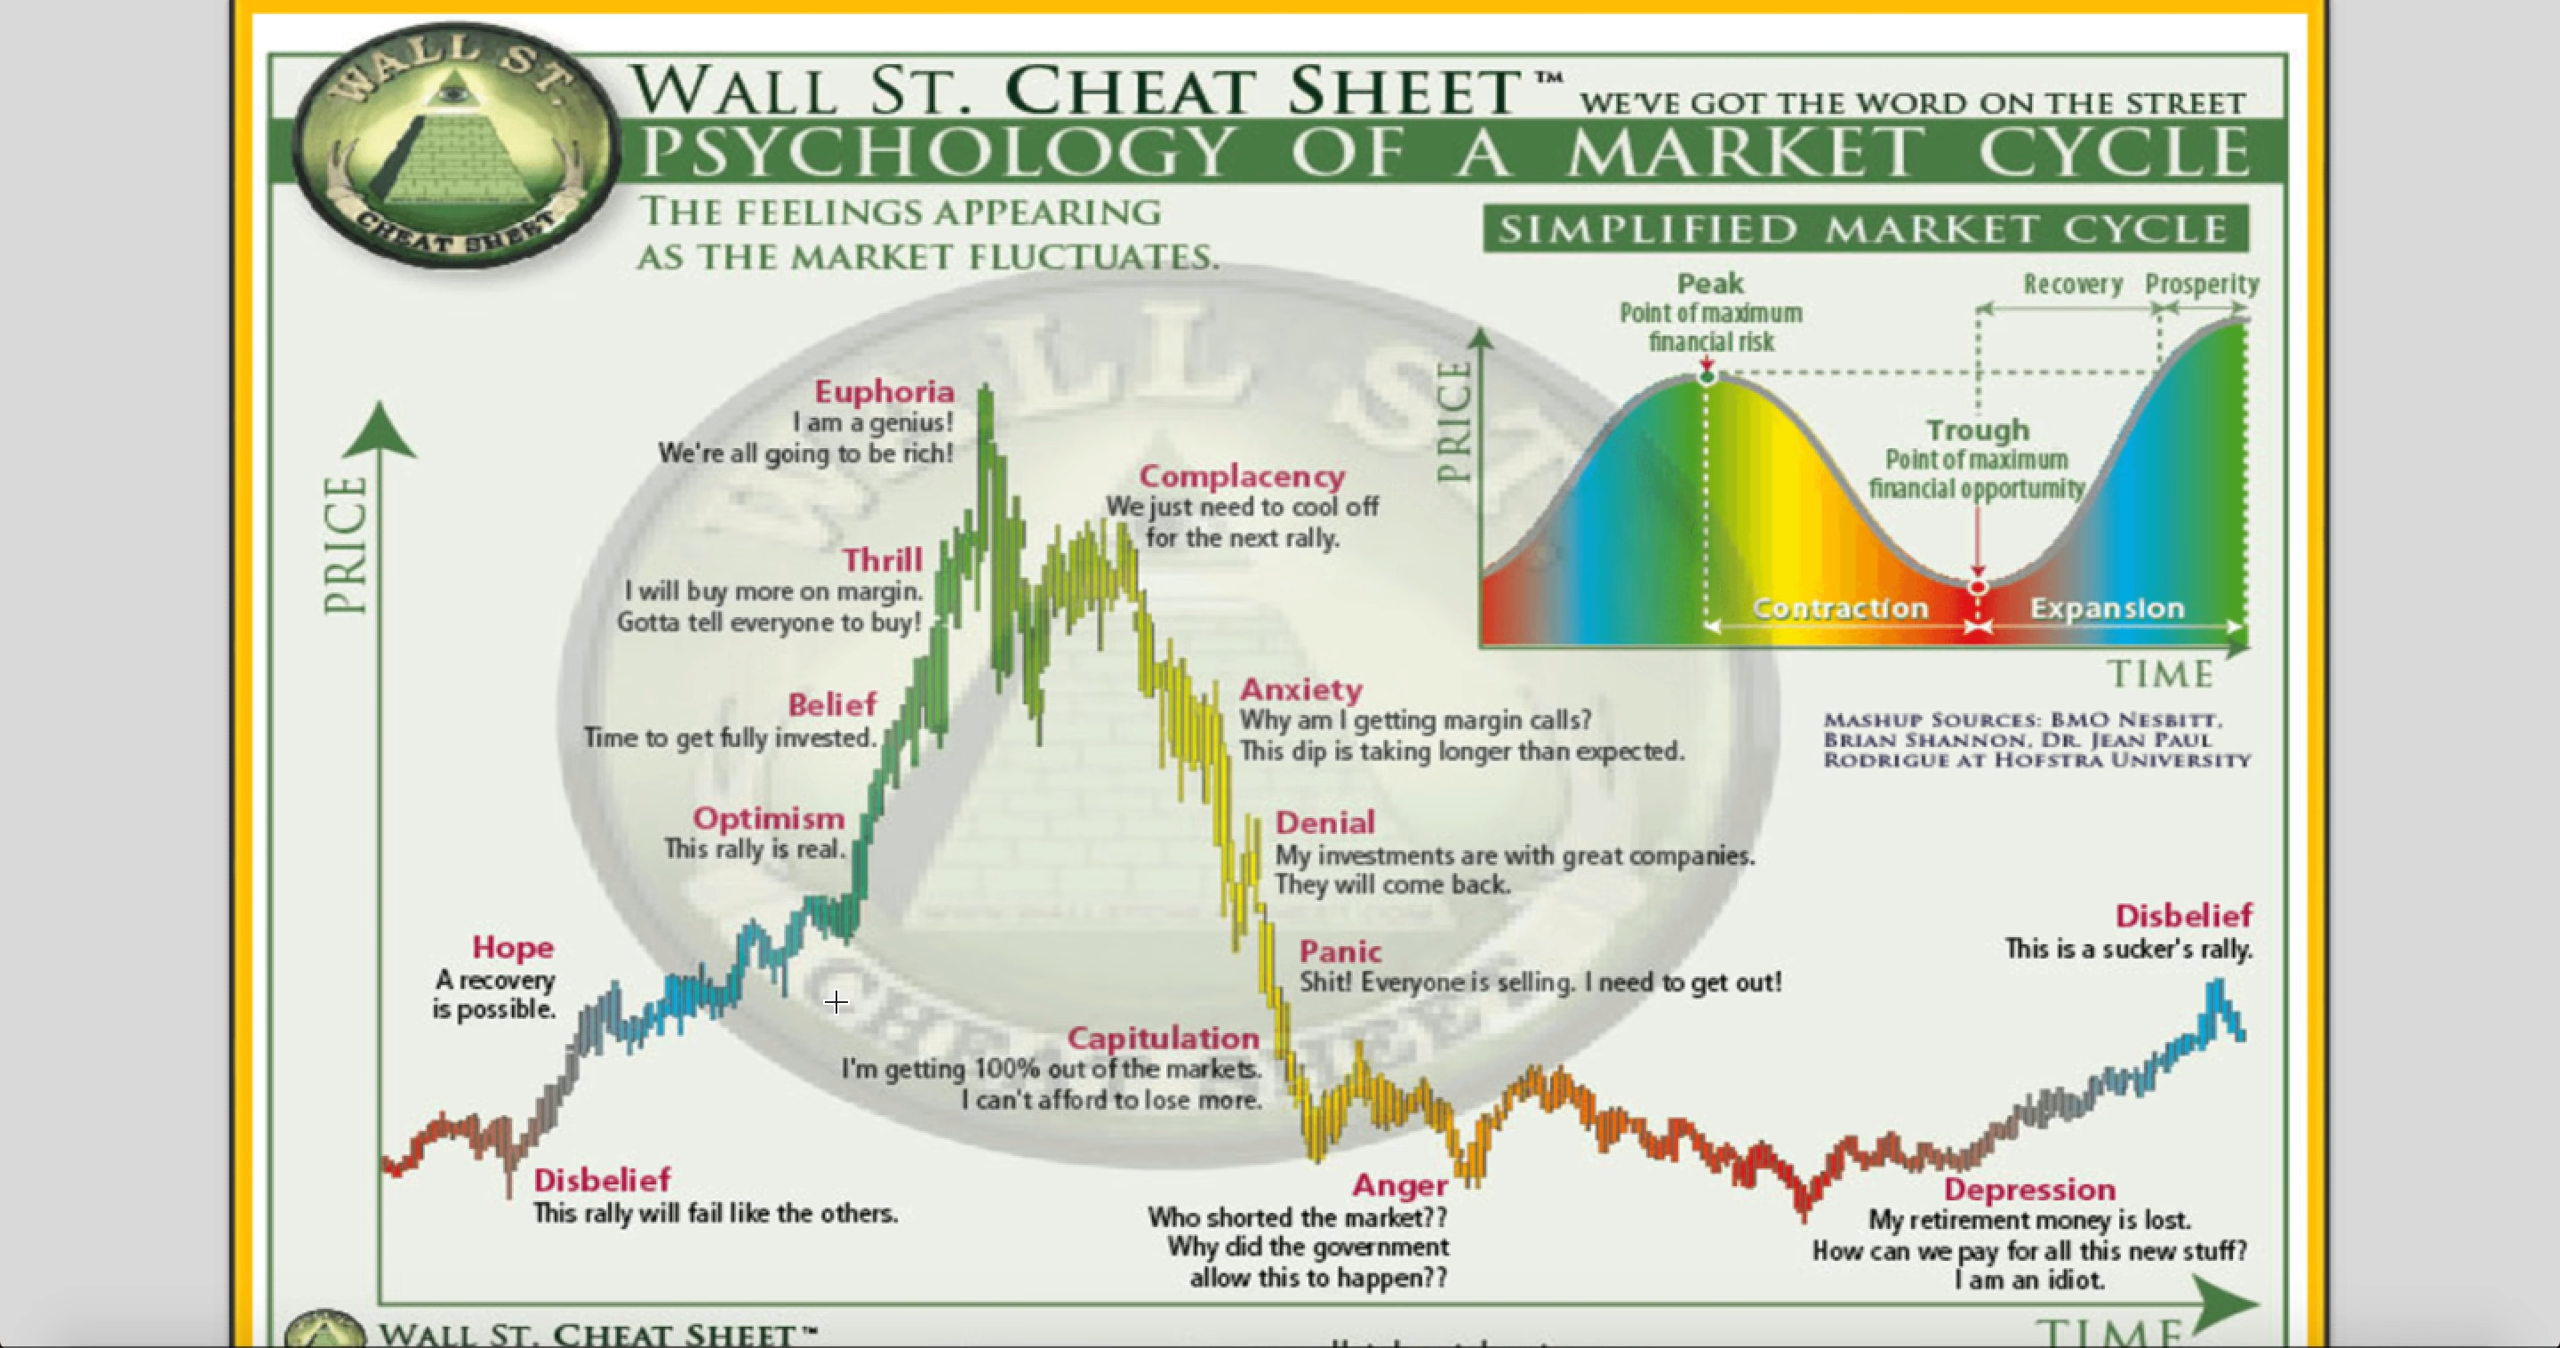 WALL ST.
CHEAT SHEET
WALL ST. CHEAT SHEET™ WE'VE GOT THE WORD ON THE STREET
PSYCHOLOGY OF A MARKET CYCLE
THE FEELINGS APPEARING
AS THE MARKET FLUCTUATES.
SIMPLIFIED MARKET CYCLE
Peak
Point of maximum
financial risk
Recovery
Prosperity
PRICE
Trough
Point of maximum
financial opportunity
Contraction
Expansion
TIME
MASHUP SOURCES: BMO NESBITT,
BRIAN SHANNON, DR. JEAN PAUL
RODRIGUE AT HOFSTRA UNIVERSITY
WALL ST.
CHEAT SHEET
PRICE
Disbelief
This rally will fail like the others.
Hope
A recovery
is possible.
Optimism
This rally is real.
Belief
Time to get fully invested.
Thrill
I will buy more on margin.
Gotta tell everyone to buy!
Euphoria
I am a genius!
We're all going to be rich!
Complacency
We just need to cool off
for the next rally.
Anxiety
Why am I getting margin calls?
This dip is taking longer than expected.
Denial
My investments are with great companies.
They will come back.
Panic
Shit! Everyone is selling. I need to get out!
Capitulation
I'm getting 100% out of the markets.
I can't afford to lose more.
Anger
Who shorted the market??
Why did the government
allow this to happen??
Depression
My retirement money is lost.
How can we pay for all this new stuff?
I am an idiot.
Disbelief
This is a sucker's rally.
TIME
WALL ST. CHEAT SHEET™